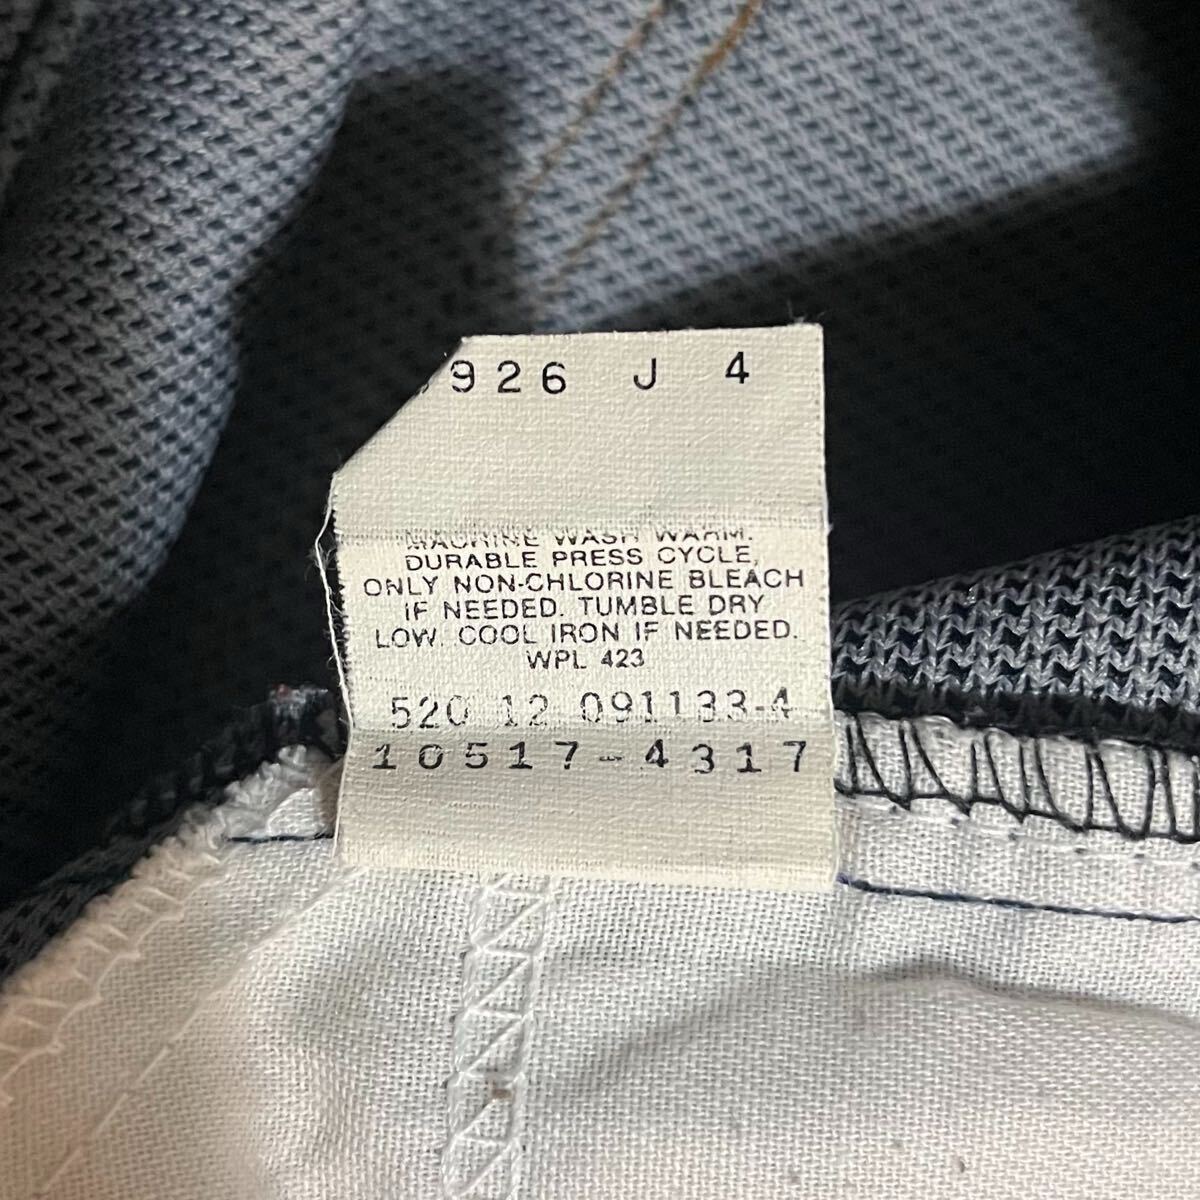 926 J 4
MACHINE WASH WARM.
DURABLE PRESS CYCLE,
ONLY NON-CHLORINE BLEACH
IF NEEDED. TUMBLE DRY
LOW. COOL IRON IF NEEDED.
WPL 423
520 12 091133-4
10517-4317